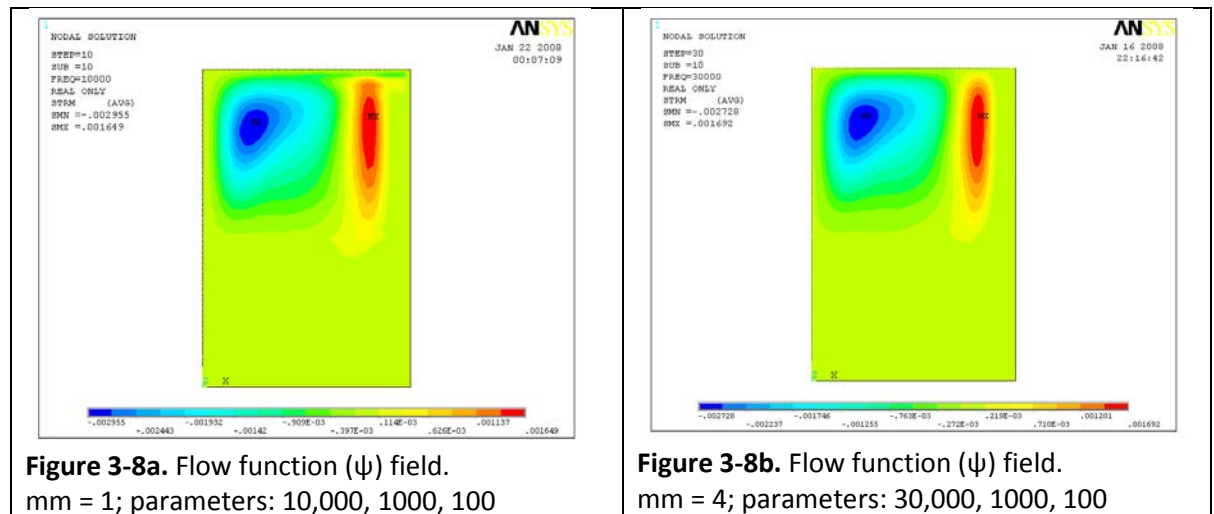 1
NODAL SOLUTION
STEP=10
SUB =10
FREQ=10000
REAL ONLY
STRM (AVG)
SMN =-.002955
SMX =.001649
ANSYS
JAN 22 2008
00:07:09
MX
X
-.002955 -.001932 -.909E-03 .114E-03 .001137
-.002443 -.00142 -.397E-03 .626E-03 .001649
Figure 3-8a. Flow function (ψ) field.
mm = 1; parameters: 10,000, 1000, 100
1
NODAL SOLUTION
STEP=30
SUB =10
FREQ=30000
REAL ONLY
STRM (AVG)
SMN =-.002728
SMX =.001692
ANSYS
JAN 16 2008
22:16:42
MX
X
-.002728 -.001746 -.763E-03 .219E-03 .001201
-.002237 -.001255 -.272E-03 .710E-03 .001692
Figure 3-8b. Flow function (ψ) field.
mm = 4; parameters: 30,000, 1000, 100